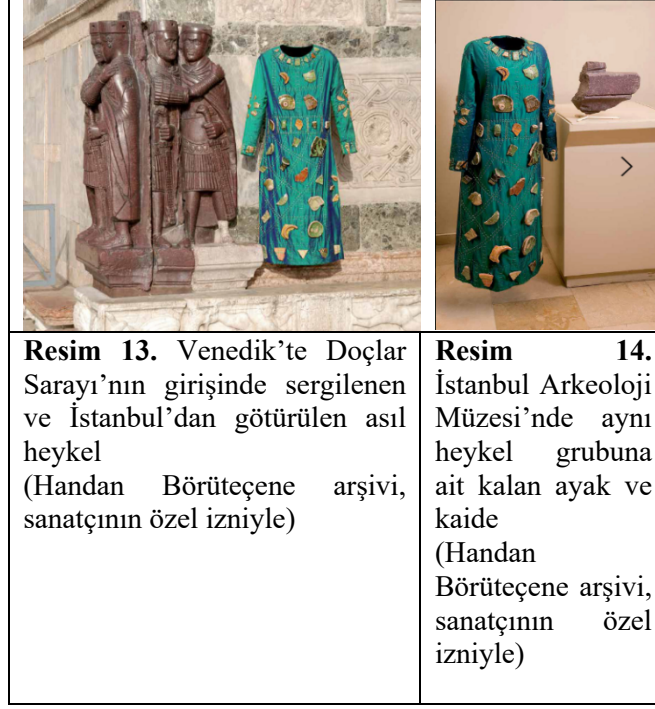 Resim 13. Venedik’te Doçlar
Sarayı’nın girişinde sergilenen
ve İstanbul’dan götürülen asıl
heykel
(Handan Börüteçene arşivi,
sanatçının özel izniyle)
Resim 14.
İstanbul Arkeoloji
Müzesi’nde aynı
heykel grubuna
ait kalan ayak ve
kaide
(Handan
Börüteçene arşivi,
sanatçının özel
izniyle)